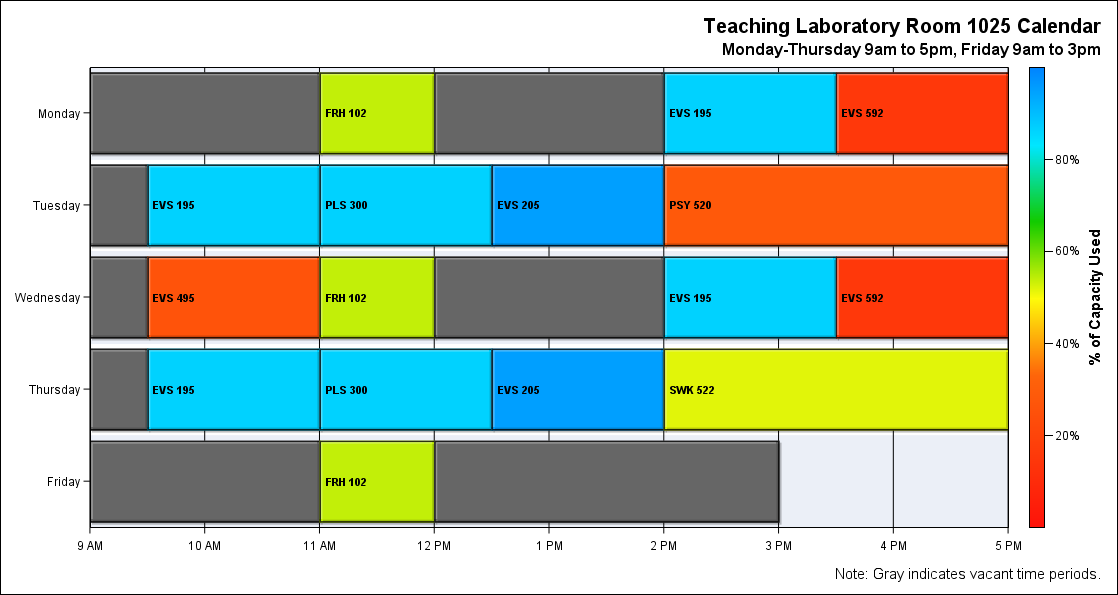 Teaching Laboratory Room 1025 Calendar
Monday-Thursday 9am to 5pm, Friday 9am to 3pm
Monday
FRH 102
EVS 195
EVS 592
Tuesday
EVS 195
PLS 300
EVS 205
PSY 520
Wednesday
EVS 495
FRH 102
EVS 195
EVS 592
Thursday
EVS 195
PLS 300
EVS 205
SWK 522
Friday
FRH 102
9 AM
10 AM
11 AM
12 PM
1 PM
2 PM
3 PM
4 PM
5 PM
80%
60%
40%
20%
% of Capacity Used
Note: Gray indicates vacant time periods.